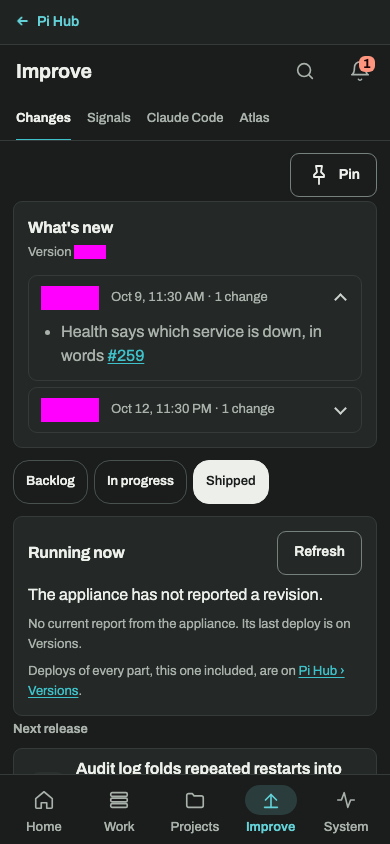 ← Pi Hub
Improve
1
Changes Signals Claude Code Atlas
Pin
What's new
Version
Oct 9, 11:30 AM · 1 change
• Health says which service is down, in
words #259
Oct 12, 11:30 PM · 1 change
Backlog In progress Shipped
Running now
Refresh
The appliance has not reported a revision.
No current report from the appliance. Its last deploy is on
Versions.
Deploys of every part, this one included, are on Pi Hub ›
Versions.
Next release
Audit log folds repeated restarts into
Home Work Projects Improve System